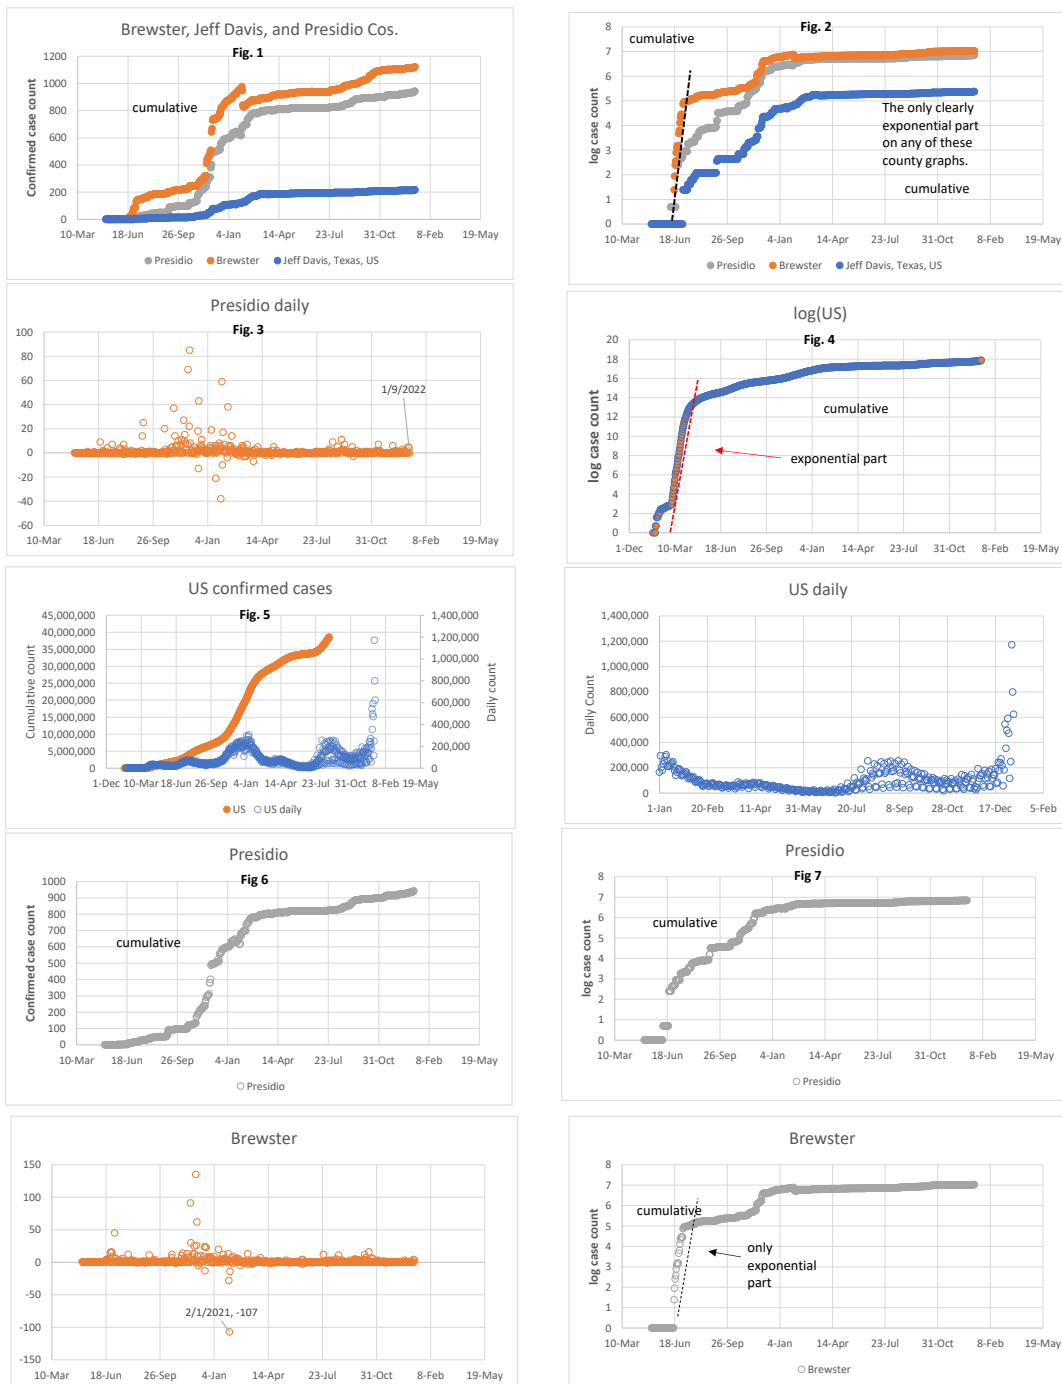 Brewster, Jeff Davis, and Presidio Cos.
Fig. 1
cumulative
Confirmed case count
1200
1000
800
600
400
200
0
10-Mar 18-Jun 26-Sep 4-Jan 14-Apr 23-Jul 31-Oct 8-Feb 19-May
Presidio Brewster Jeff Davis, Texas, US
Fig. 2
cumulative
log case count
8
7
6
5
4
3
2
1
0
The only clearly
exponential part
on any of these
county graphs.
cumulative
10-Mar 18-Jun 26-Sep 4-Jan 14-Apr 23-Jul 31-Oct 8-Feb 19-May
Presidio Brewster Jeff Davis, Texas, US
Presidio daily
Fig. 3
100
80
60
40
20
0
-20
-40
-60
1/9/2022
10-Mar 18-Jun 26-Sep 4-Jan 14-Apr 23-Jul 31-Oct 8-Feb 19-May
log(US)
Fig. 4
log case count
20
18
16
14
12
10
8
6
4
2
0
cumulative
exponential part
1-Dec 10-Mar 18-Jun 26-Sep 4-Jan 14-Apr 23-Jul 31-Oct 8-Feb 19-May
US confirmed cases
Fig. 5
Cumulative count
45,000,000
40,000,000
35,000,000
30,000,000
25,000,000
20,000,000
15,000,000
10,000,000
5,000,000
0
1,400,000
1,200,000
1,000,000
800,000
600,000
400,000
200,000
0
Daily count
1-Dec 10-Mar 18-Jun 26-Sep 4-Jan 14-Apr 23-Jul 31-Oct 8-Feb 19-May
US US daily
US daily
Daily Count
1,400,000
1,200,000
1,000,000
800,000
600,000
400,000
200,000
0
1-Jan 20-Feb 11-Apr 31-May 20-Jul 8-Sep 28-Oct 17-Dec 5-Feb
Presidio
Fig 6
cumulative
Confirmed case count
1000
900
800
700
600
500
400
300
200
100
0
10-Mar 18-Jun 26-Sep 4-Jan 14-Apr 23-Jul 31-Oct 8-Feb 19-May
Presidio
Presidio
Fig 7
cumulative
log case count
8
7
6
5
4
3
2
1
0
10-Mar 18-Jun 26-Sep 4-Jan 14-Apr 23-Jul 31-Oct 8-Feb 19-May
Presidio
Brewster
150
100
50
0
-50
-100
-150
2/1/2021, -107
10-Mar 18-Jun 26-Sep 4-Jan 14-Apr 23-Jul 31-Oct 8-Feb 19-May
Brewster
log case count
8
7
6
5
4
3
2
1
0
cumulative
only
exponential
part
10-Mar 18-Jun 26-Sep 4-Jan 14-Apr 23-Jul 31-Oct 8-Feb 19-May
Brewster